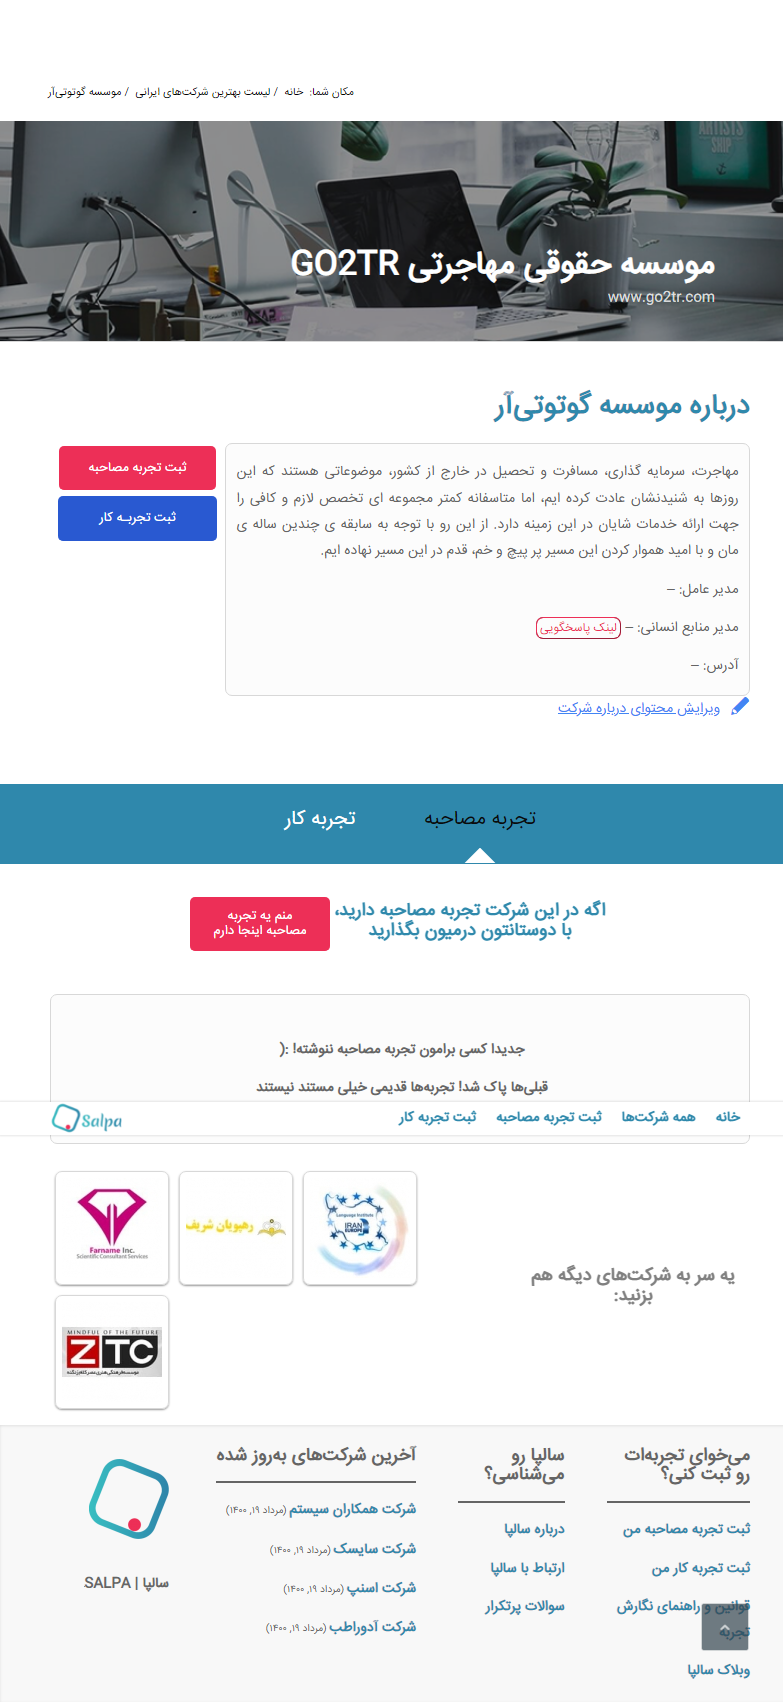 مکان شما: خانه / لیست بهترین شرکت‌های ایرانی / موسسه گوتوتی‌آر
ARTISTS
SHIP
موسسه حقوقی مهاجرتی GO2TR
www.go2tr.com
درباره موسسه گوتوتی‌آر
ثبت تجربه مصاحبه
ثبت تجربـه کار
مهاجرت، سرمایه گذاری، مسافرت و تحصیل در خارج از کشور، موضوعاتی هستند که این
روزها به شنیدنشان عادت کرده ایم، اما متاسفانه کمتر مجموعه ای تخصص لازم و کافی را
جهت ارائه خدمات شایان در این زمینه دارد. از این رو با توجه به سابقه ی چندین ساله ی
مان و با امید هموار کردن این مسیر پر پیچ و خم، قدم در این مسیر نهاده ایم.
مدیر عامل: –
مدیر منابع انسانی: – لینک پاسخگویی
آدرس: –
ویرایش محتوای درباره شرکت
تجربه مصاحبه
تجربه کار
اگه در این شرکت تجربه مصاحبه دارید،
با دوستانتون درمیون بگذارید
منم یه تجربه
مصاحبه اینجا دارم
جدیدا کسی برامون تجربه مصاحبه ننوشته! :(
قبلی‌ها پاک شد! تجربه‌ها قدیمی خیلی مستند نیستند
خانه همه شرکت‌ها ثبت تجربه مصاحبه ثبت تجربه کار
Salpa
یه سر به شرکت‌های دیگه هم
بزنید:
Language Institute
IRAN
EUROPE
رهپویان شریف
Farname Inc.
Scientific Consultant Services
MINDFUL OF THE FUTURE
ZTC
می‌خوای تجربه‌ات
رو ثبت کنی؟
ثبت تجربه مصاحبه من
ثبت تجربه کار من
قوانین و راهنمای نگارش
تجربه
وبلاک سالپا
سالپا رو
می‌شناسی؟
درباره سالپا
ارتباط با سالپا
سوالات پرتکرار
آخرین شرکت‌های به‌روز شده
شرکت همکاران سیستم (مرداد ۱۹, ۱۴۰۰)
شرکت سایسک (مرداد ۱۹, ۱۴۰۰)
شرکت اسنپ (مرداد ۱۹, ۱۴۰۰)
شرکت آدوراطب (مرداد ۱۹, ۱۴۰۰)
سالپا | SALPA